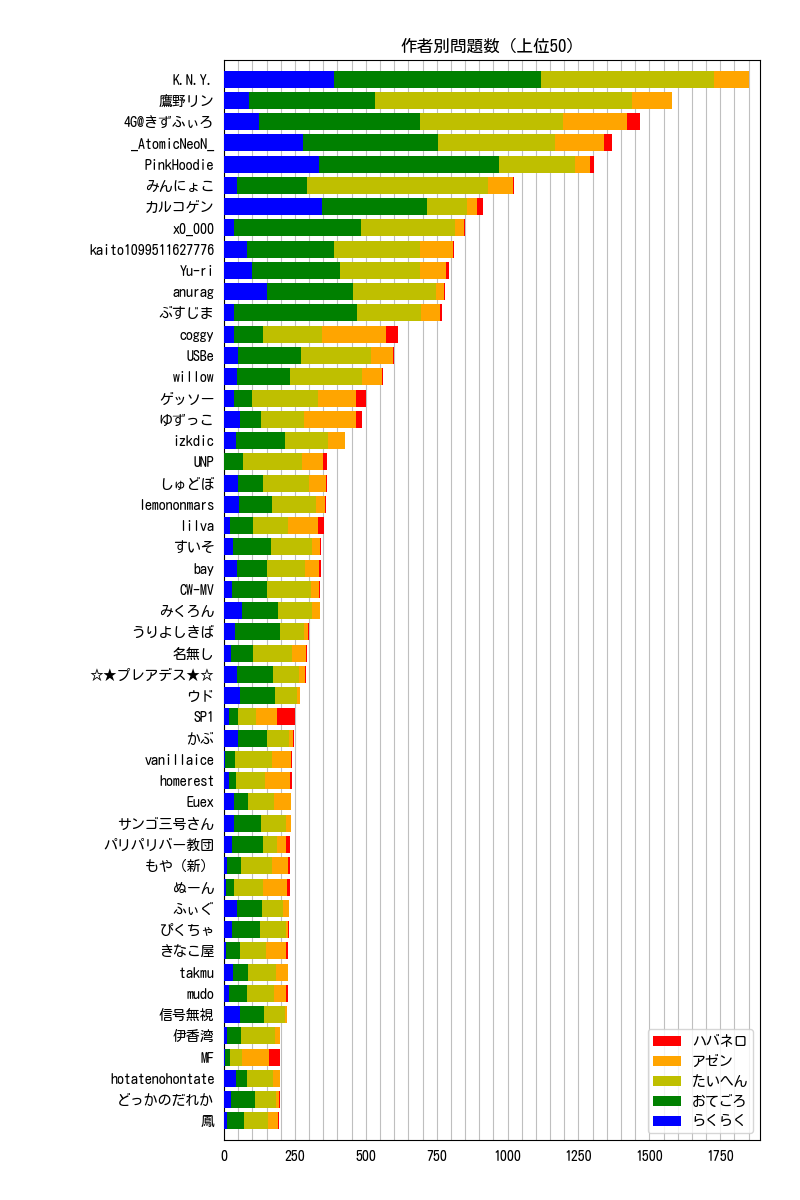 作者別問題数（上位50）
K.N.Y.
鷹野リン
4G@きずふぃろ
_AtomicNeoN_
PinkHoodie
みんにょこ
カルコゲン
x0_000
kaito1099511627776
Yu-ri
anurag
ぶすじま
coggy
USBe
willow
ゲッソー
ゆずっこ
izkdic
UNP
しゅどぼ
lemononmars
lilva
すいそ
bay
CW-MV
みくろん
うりよしきば
名無し
☆★プレアデス★☆
ウド
SP1
かぶ
vanillaice
homerest
Euex
サンゴ三号さん
パリパリバー教団
もや（新）
ぬーん
ふぃぐ
ぴくちゃ
きなこ屋
takmu
mudo
信号無視
伊香湾
MF
hotatenohontate
どっかのだれか
鳳
ハバネロ
アゼン
たいへん
おてごろ
らくらく
0 250 500 750 1000 1250 1500 1750